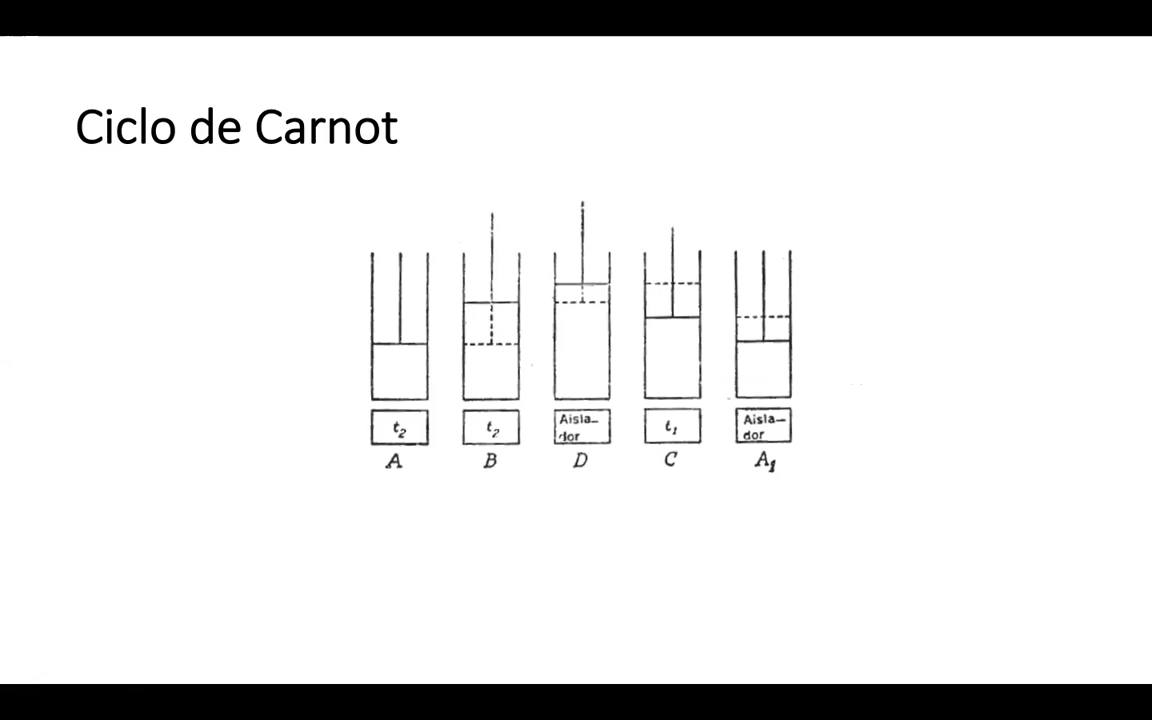 Ciclo de Carnot
t₂ t₂ Aisla- t₁ Aisla-
dor dor
A B D C A₁